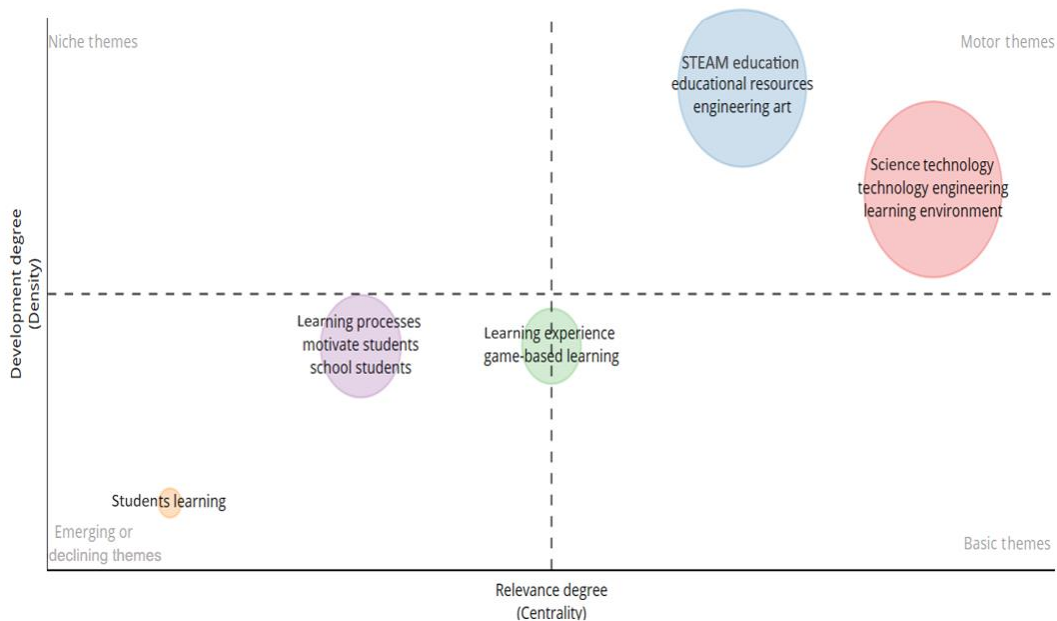 Niche themes
Motor themes
STEAM education
educational resources
engineering art
Science technology
technology engineering
learning environment
Development degree
(Density)
Learning processes
motivate students
school students
Learning experience
game-based learning
Students learning
Emerging or
declining themes
Basic themes
Relevance degree
(Centrality)